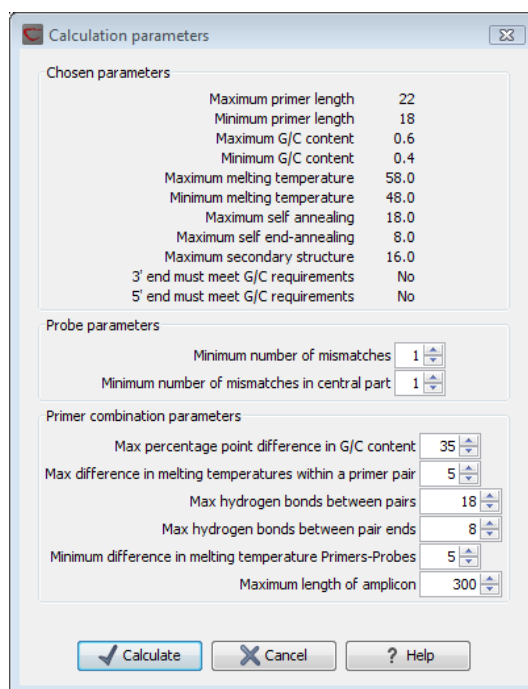 Calculation parameters
Chosen parameters
Maximum primer length 22
Minimum primer length 18
Maximum G/C content 0.6
Minimum G/C content 0.4
Maximum melting temperature 58.0
Minimum melting temperature 48.0
Maximum self annealing 18.0
Maximum self end-annealing 8.0
Maximum secondary structure 16.0
3' end must meet G/C requirements No
5' end must meet G/C requirements No
Probe parameters
Minimum number of mismatches 1
Minimum number of mismatches in central part 1
Primer combination parameters
Max percentage point difference in G/C content 35
Max difference in melting temperatures within a primer pair 5
Max hydrogen bonds between pairs 18
Max hydrogen bonds between pair ends 8
Minimum difference in melting temperature Primers-Probes 5
Maximum length of amplicon 300
Calculate Cancel ? Help